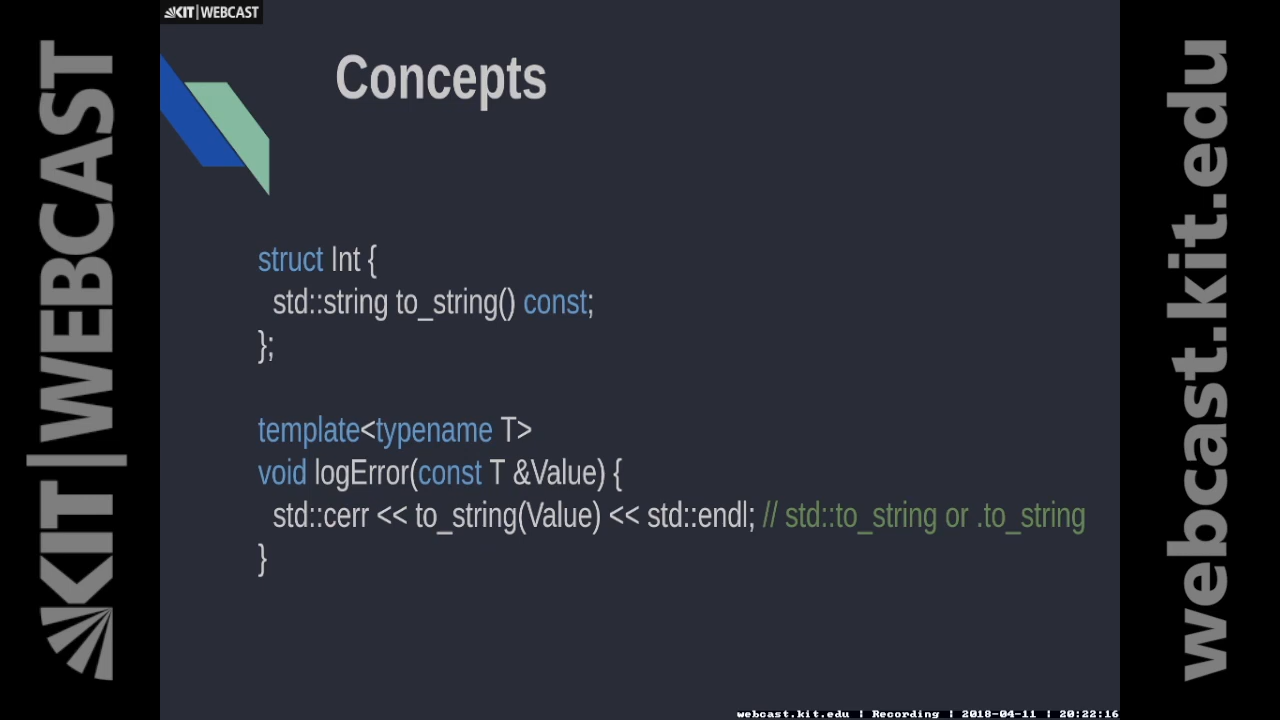 KIT|WEBCAST
KIT|WEBCAST
webcast.kit.edu
Concepts
struct Int {
std::string to_string() const;
};
template<typename T>
void logError(const T &Value) {
std::cerr << to_string(Value) << std::endl; // std::to_string or .to_string
}
webcast.kit.edu | Recording | 2018-04-11 | 20:22:16